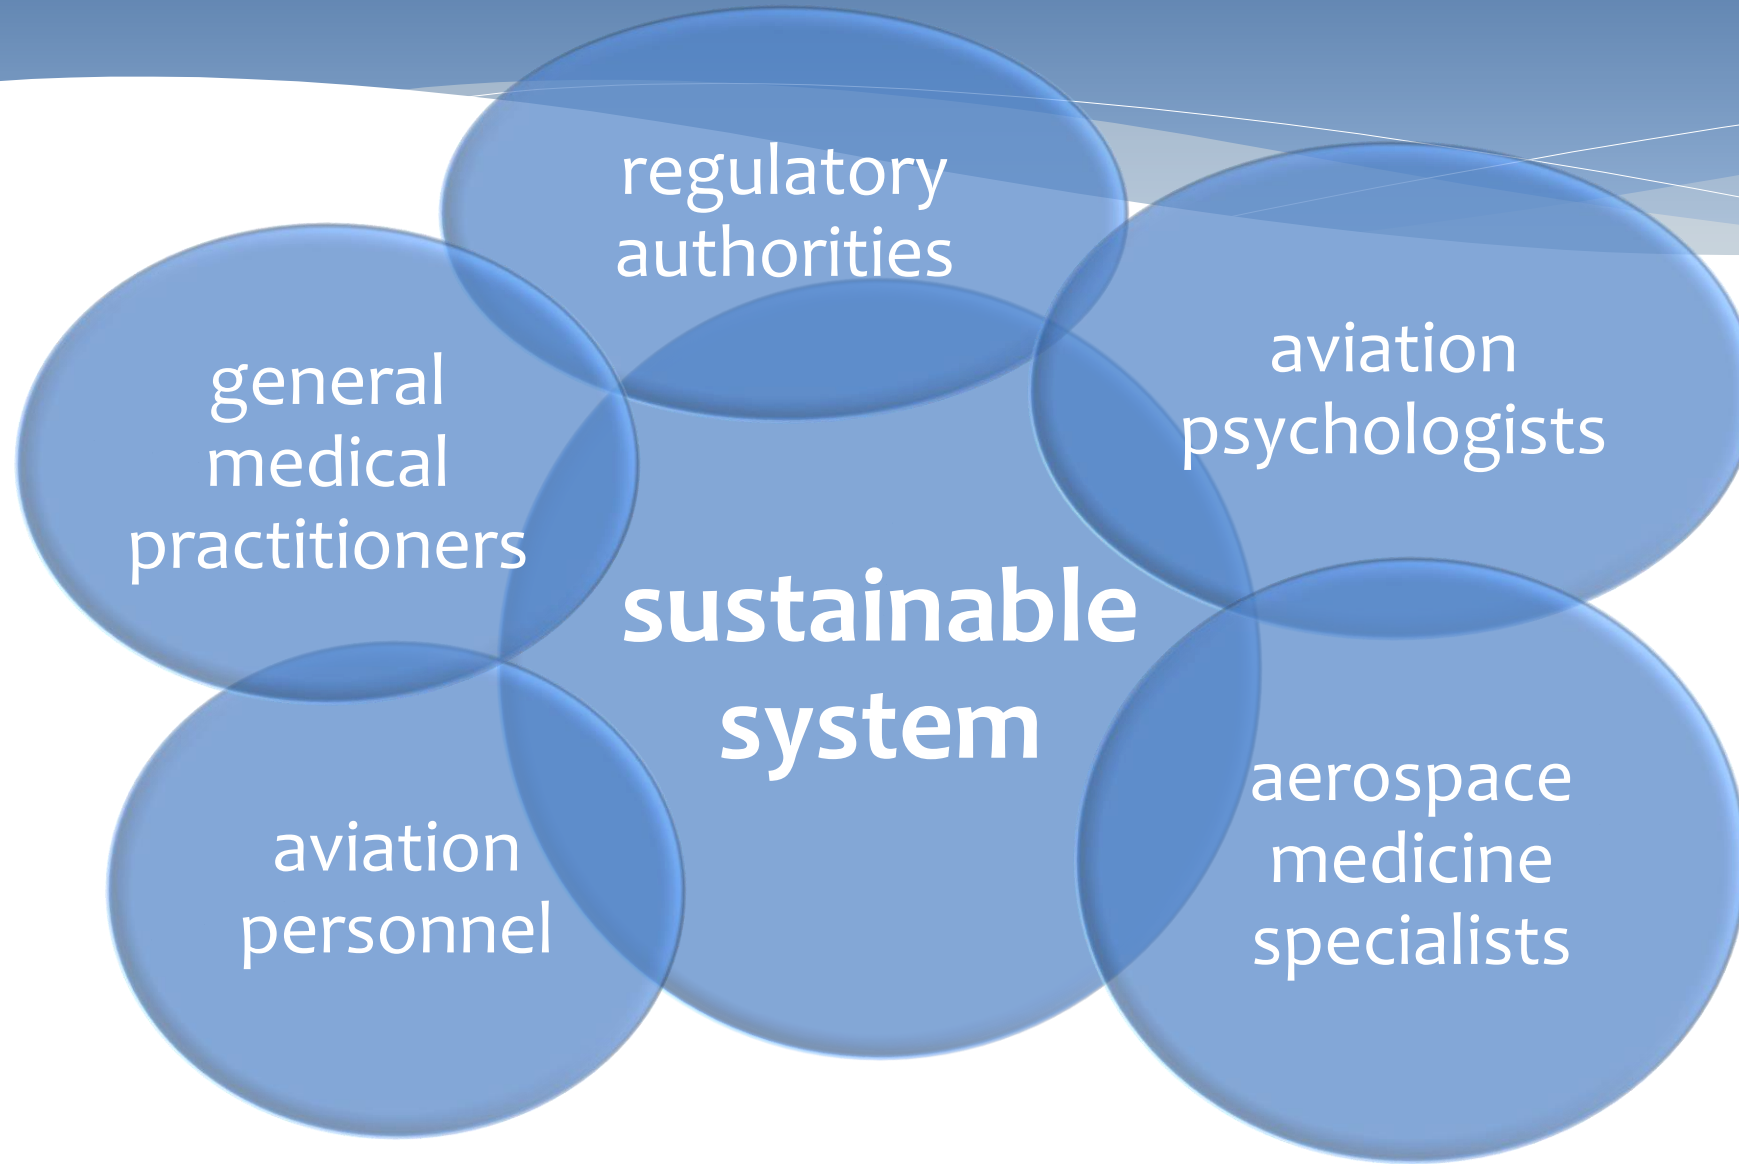 regulatory
authorities
general
medical
practitioners
aviation
psychologists
sustainable
system
aviation
personnel
aerospace
medicine
specialists